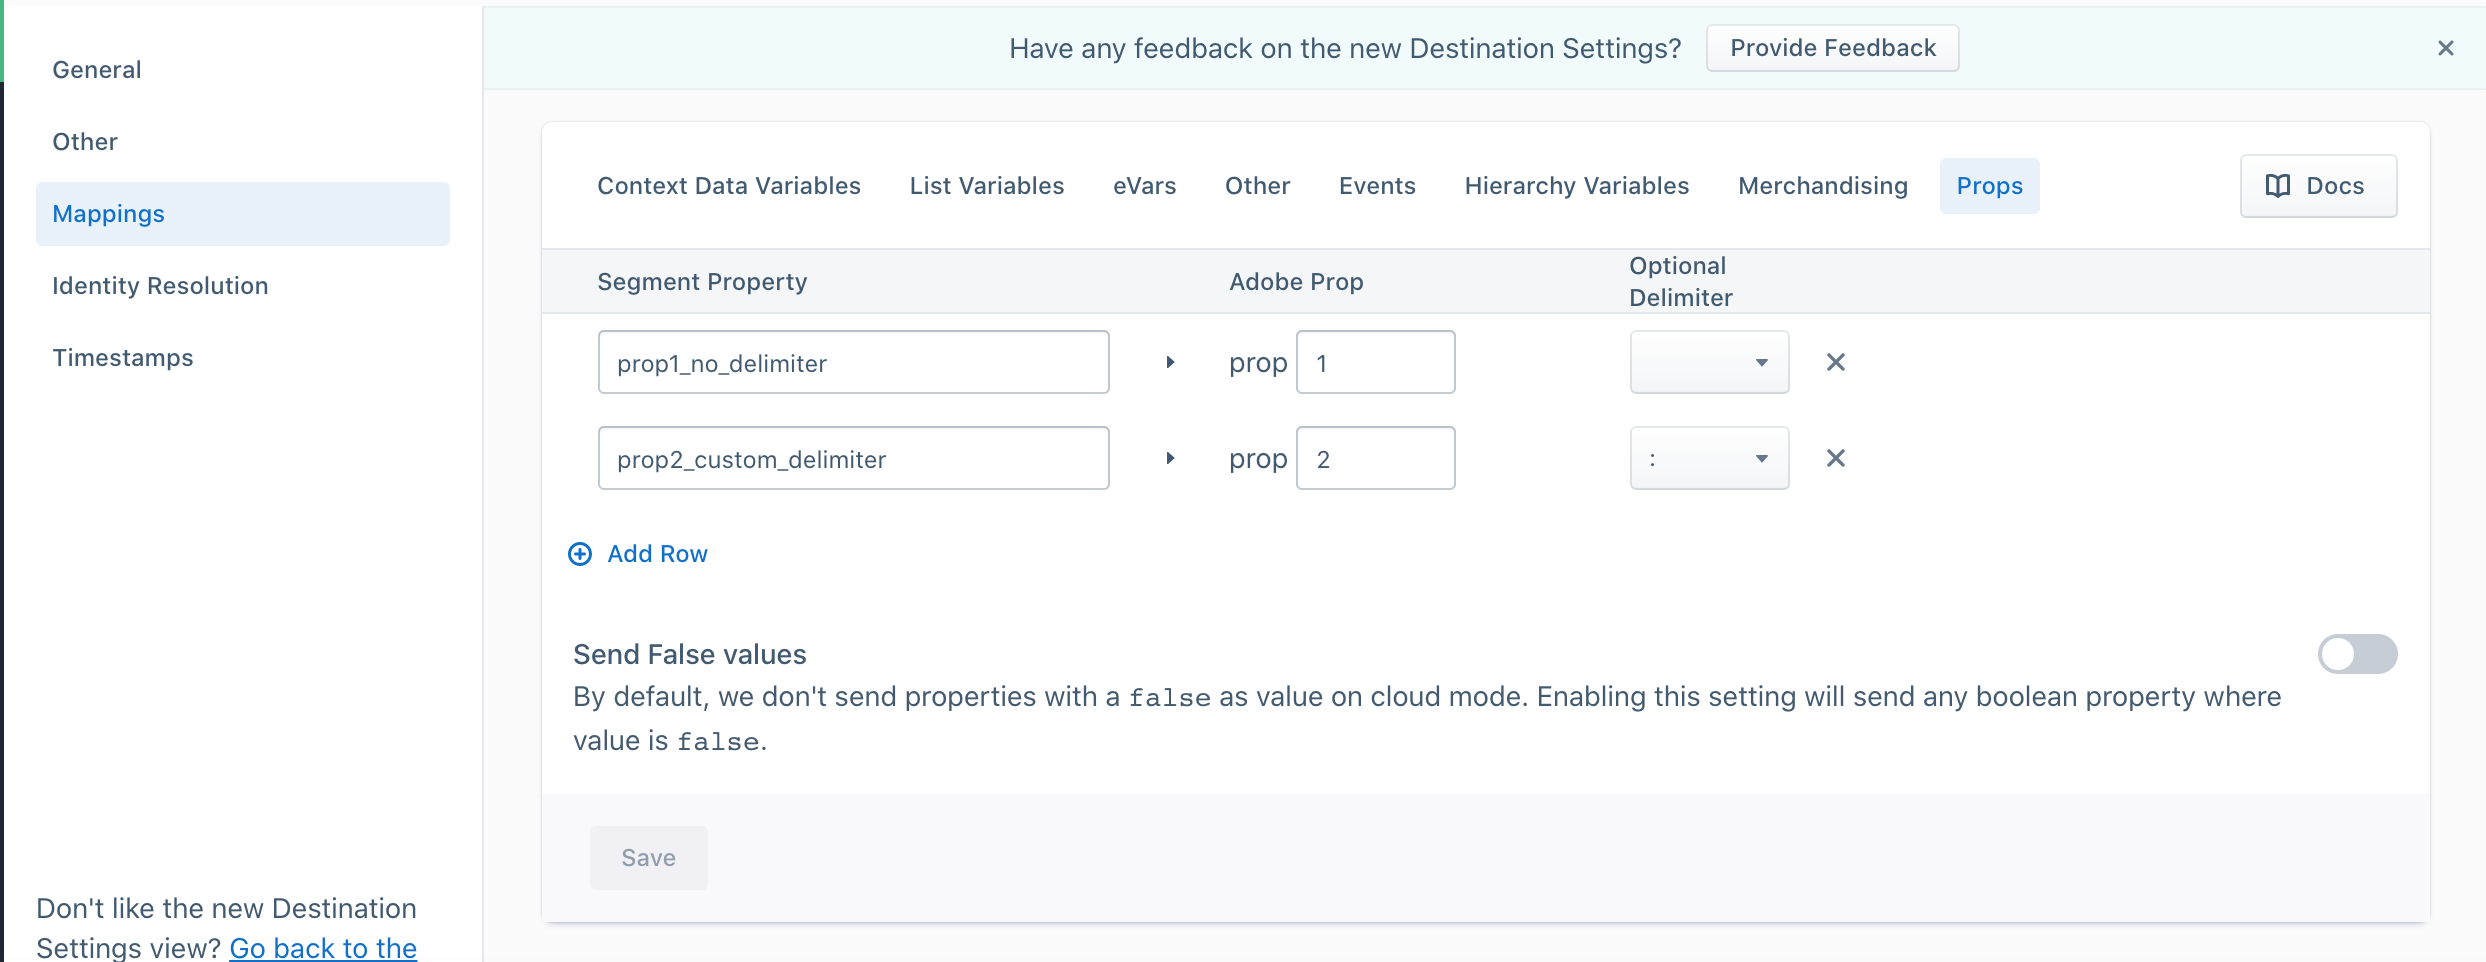 General
Other
Mappings
Identity Resolution
Timestamps
Don't like the new Destination
Settings view? Go back to the
Have any feedback on the new Destination Settings? Provide Feedback
Context Data Variables List Variables eVars Other Events Hierarchy Variables Merchandising Props Docs
Segment Property Adobe Prop Optional
Delimiter
prop1_no_delimiter prop 1
prop2_custom_delimiter prop 2 :
Add Row
Send False values
By default, we don't send properties with a false as value on cloud mode. Enabling this setting will send any boolean property where
value is false.
Save